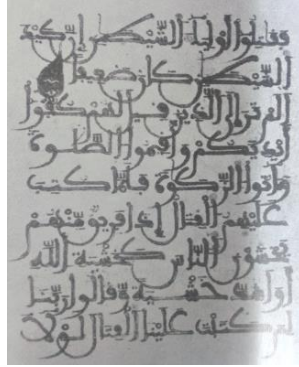 فقتلوا أولياء الشيطن إن كيد
الشيطن كان ضعيفا
ألم تر إلى الذين قيل لهم كفوا
أيديكم وأقيموا الصلوة
وءاتوا الزكوة فلما كتب
عليهم القتال إذا فريق منهم
يخشون الناس كخشية الله
أو أشد خشية وقالوا ربنا
لم كتبت علينا القتال لولا